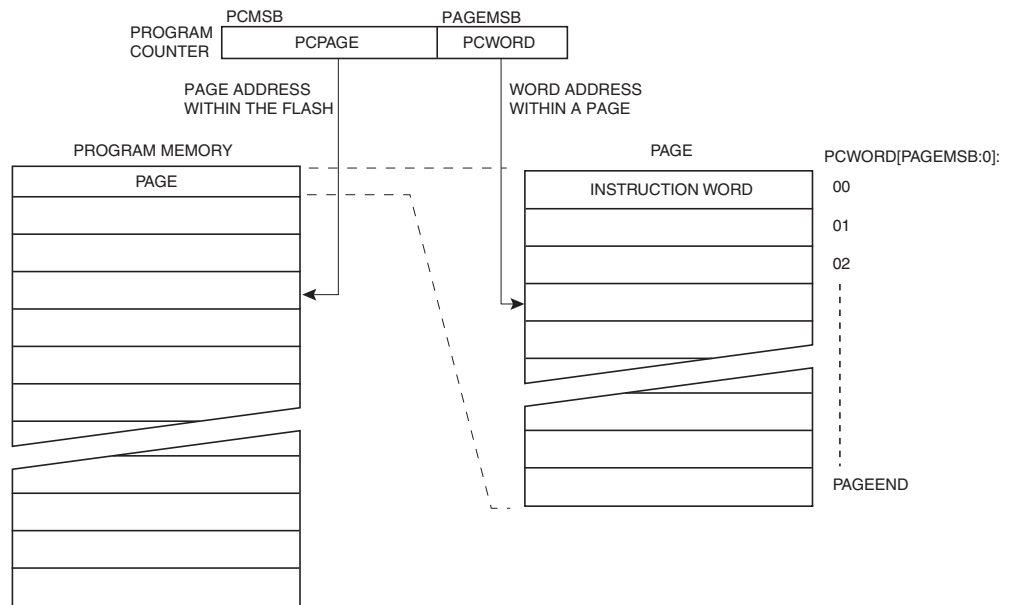 PCMSB PAGEMSB
PROGRAM
COUNTER
PCPAGE PCWORD
PAGE ADDRESS
WITHIN THE FLASH
WORD ADDRESS
WITHIN A PAGE
PROGRAM MEMORY
PAGE
PAGE
INSTRUCTION WORD
PCWORD[PAGEMSB:0]:
00
01
02
PAGEEND